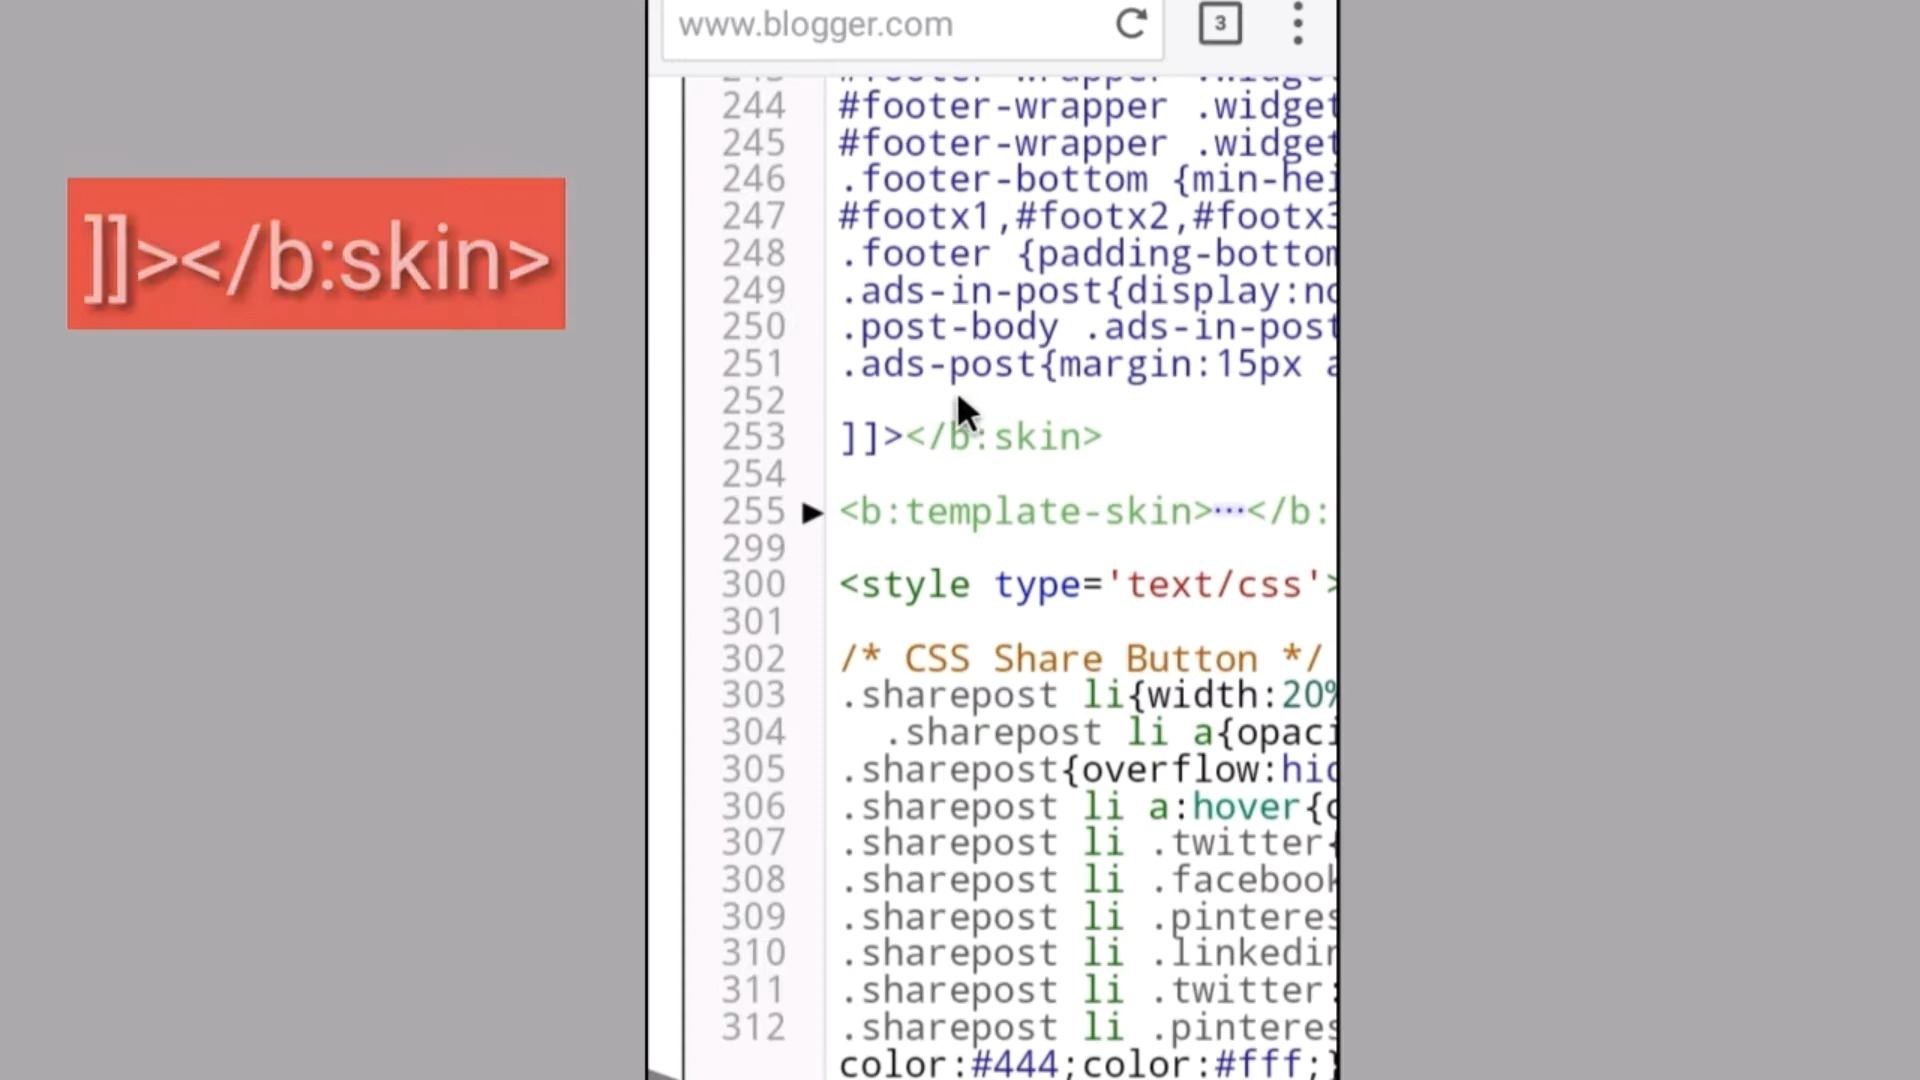 www.blogger.com
3
]]></b:skin>
244 #footer-wrapper .widget
245 #footer-wrapper .widget
246 .footer-bottom {min-hei
247 #footx1,#footx2,#footx3
248 .footer {padding-bottom
249 .ads-in-post{display:no
250 .post-body .ads-in-post
251 .ads-post{margin:15px a
252
253 ]]></b:skin>
254
255 <b:template-skin>···</b:
299
300 <style type='text/css'>
301
302 /* CSS Share Button */
303 .sharepost li{width:20%
304 .sharepost li a{opaci
305 .sharepost{overflow:hid
306 .sharepost li a:hover{o
307 .sharepost li .twitter{
308 .sharepost li .facebook
309 .sharepost li .pinteres
310 .sharepost li .linkedin
311 .sharepost li .twitter:
312 .sharepost li .pinteres
color:#444;color:#fff;}